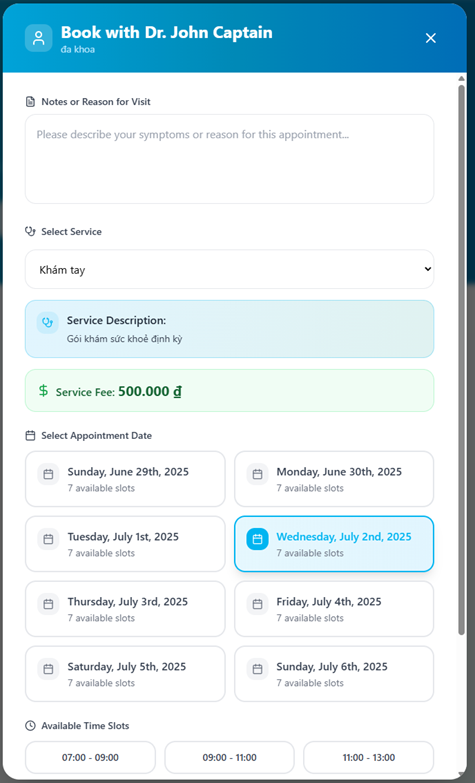 Book with Dr. John Captain
đa khoa
Notes or Reason for Visit
Please describe your symptoms or reason for this appointment...
Select Service
Khám tay
Service Description:
Gói khám sức khoẻ định kỳ
Service Fee: 500.000 ₫
Select Appointment Date
Sunday, June 29th, 2025
7 available slots
Monday, June 30th, 2025
7 available slots
Tuesday, July 1st, 2025
7 available slots
Wednesday, July 2nd, 2025
7 available slots
Thursday, July 3rd, 2025
7 available slots
Friday, July 4th, 2025
7 available slots
Saturday, July 5th, 2025
7 available slots
Sunday, July 6th, 2025
7 available slots
Available Time Slots
07:00 - 09:00
09:00 - 11:00
11:00 - 13:00